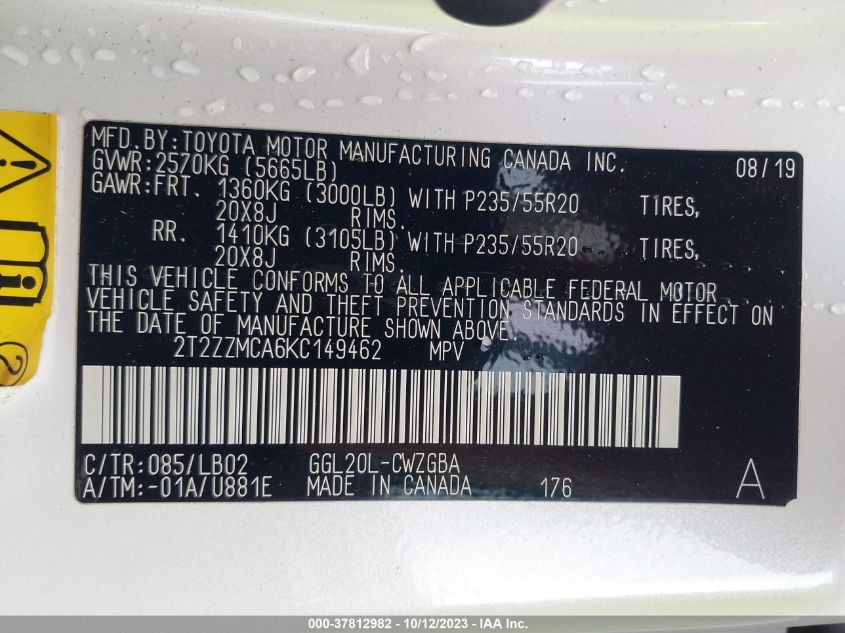 MFD. BY: TOYOTA MOTOR MANUFACTURING CANADA INC. 08/19
GVWR: 2570KG (5665LB)
GAWR: FRT. 1360KG (3000LB) WITH P235/55R20 TIRES,
20X8J RIMS.
RR. 1410KG (3105LB) WITH P235/55R20 TIRES,
20X8J RIMS.
THIS VEHICLE CONFORMS TO ALL APPLICABLE FEDERAL MOTOR
VEHICLE SAFETY AND THEFT PREVENTION STANDARDS IN EFFECT ON
THE DATE OF MANUFACTURE SHOWN ABOVE.
2T2ZZMCA6KC149462 MPV
C/TR: 085/LB02 GGL20L-CWZGBA
A/TM: -01A/U881E MADE IN CANADA 176 A
000-37812982 - 10/12/2023 - IAA Inc.